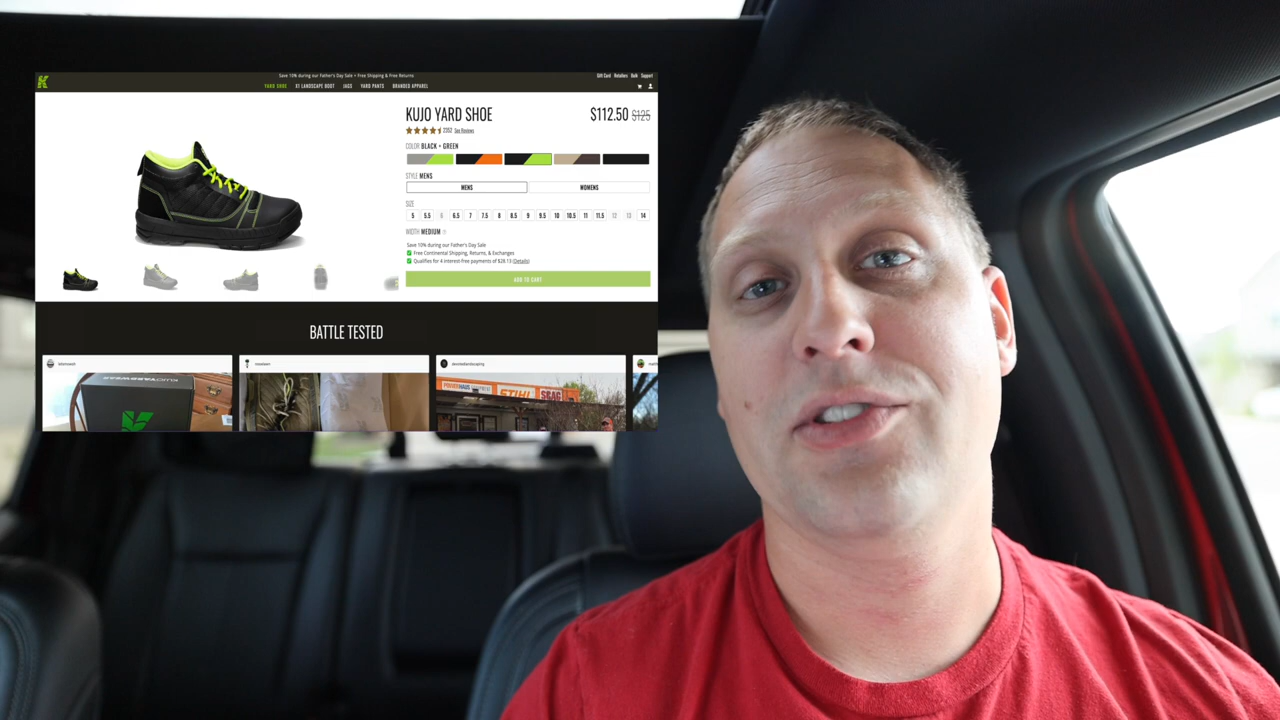 Save 10% during our Father's Day Sale + Free Shipping & Free Returns
Gift Card Retailers Bulk Support
YARD SHOE K1 LANDSCAPE BOOT JAGS YARD PANTS BRANDED APPAREL
KUJO YARD SHOE $112.50 $125
2352 See Reviews
COLOR BLACK + GREEN
STYLE MENS
MENS WOMENS
SIZE
5 5.5 6 6.5 7 7.5 8 8.5 9 9.5 10 10.5 11 11.5 12 13 14
WIDTH MEDIUM
Save 10% during our Father's Day Sale
Free Continental Shipping, Returns, & Exchanges
Qualifies for 4 interest-free payments of $28.13 (Details)
ADD TO CART
BATTLE TESTED
STIHL